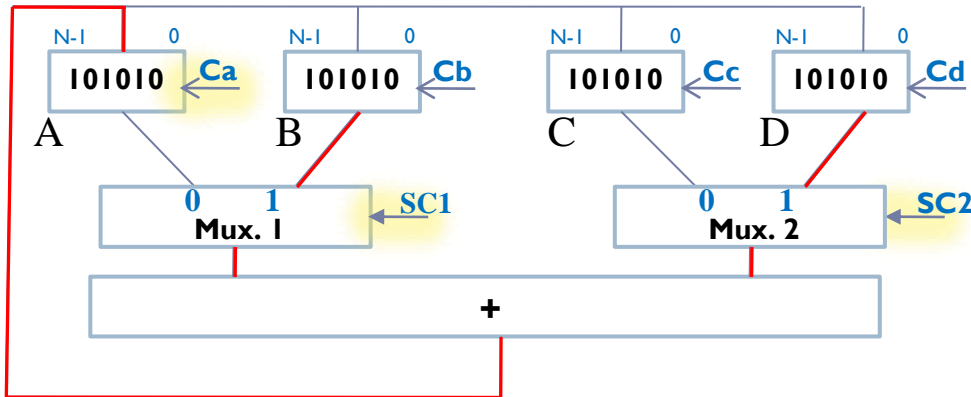 N-1 0 N-1 0 N-1 0 N-1 0
101010 Ca 101010 Cb 101010 Cc 101010 Cd
A B C D
0 1 SC1 0 1 SC2
Mux. 1 Mux. 2
+